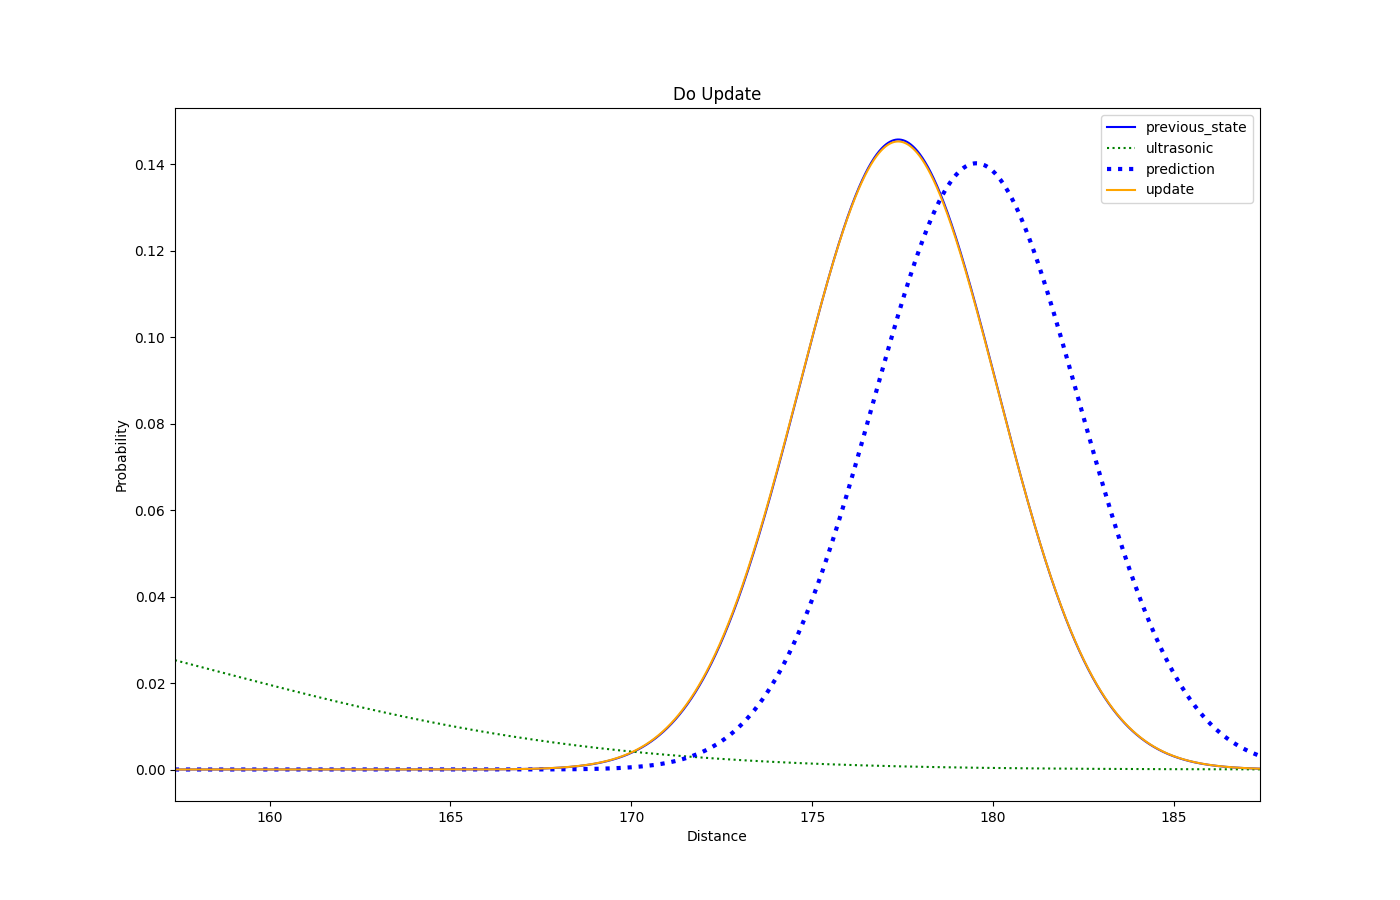 Do Update
previous_state
ultrasonic
prediction
update
0.14
0.12
0.10
0.08
0.06
0.04
0.02
0.00
Probability
160 165 170 175 180 185
Distance